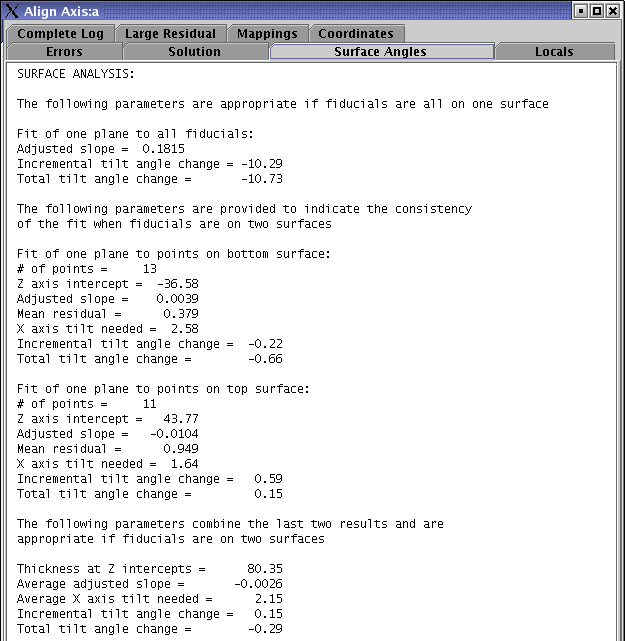 Align Axis:a
Complete Log Large Residual Mappings Coordinates
Errors Solution Surface Angles Locals
SURFACE ANALYSIS:
The following parameters are appropriate if fiducials are all on one surface
Fit of one plane to all fiducials:
Adjusted slope =  0.1815
Incremental tilt angle change = -10.29
Total tilt angle change =       -10.73
The following parameters are provided to indicate the consistency
of the fit when fiducials are on two surfaces
Fit of one plane to points on bottom surface:
# of points =     13
Z axis intercept =  -36.58
Adjusted slope =    0.0039
Mean residual =      0.379
X axis tilt needed =  2.58
Incremental tilt angle change =  -0.22
Total tilt angle change =        -0.66
Fit of one plane to points on top surface:
# of points =     11
Z axis intercept =   43.77
Adjusted slope =   -0.0104
Mean residual =      0.949
X axis tilt needed =  1.64
Incremental tilt angle change =   0.59
Total tilt angle change =         0.15
The following parameters combine the last two results and are
appropriate if fiducials are on two surfaces
Thickness at Z intercepts =      80.35
Average adjusted slope =       -0.0026
Average X axis tilt needed =      2.15
Incremental tilt angle change =   0.15
Total tilt angle change =        -0.29